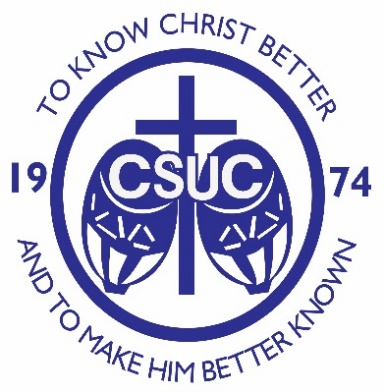 TO KNOW CHRIST BETTER
19 74
CSUC
AND TO MAKE HIM BETTER KNOWN